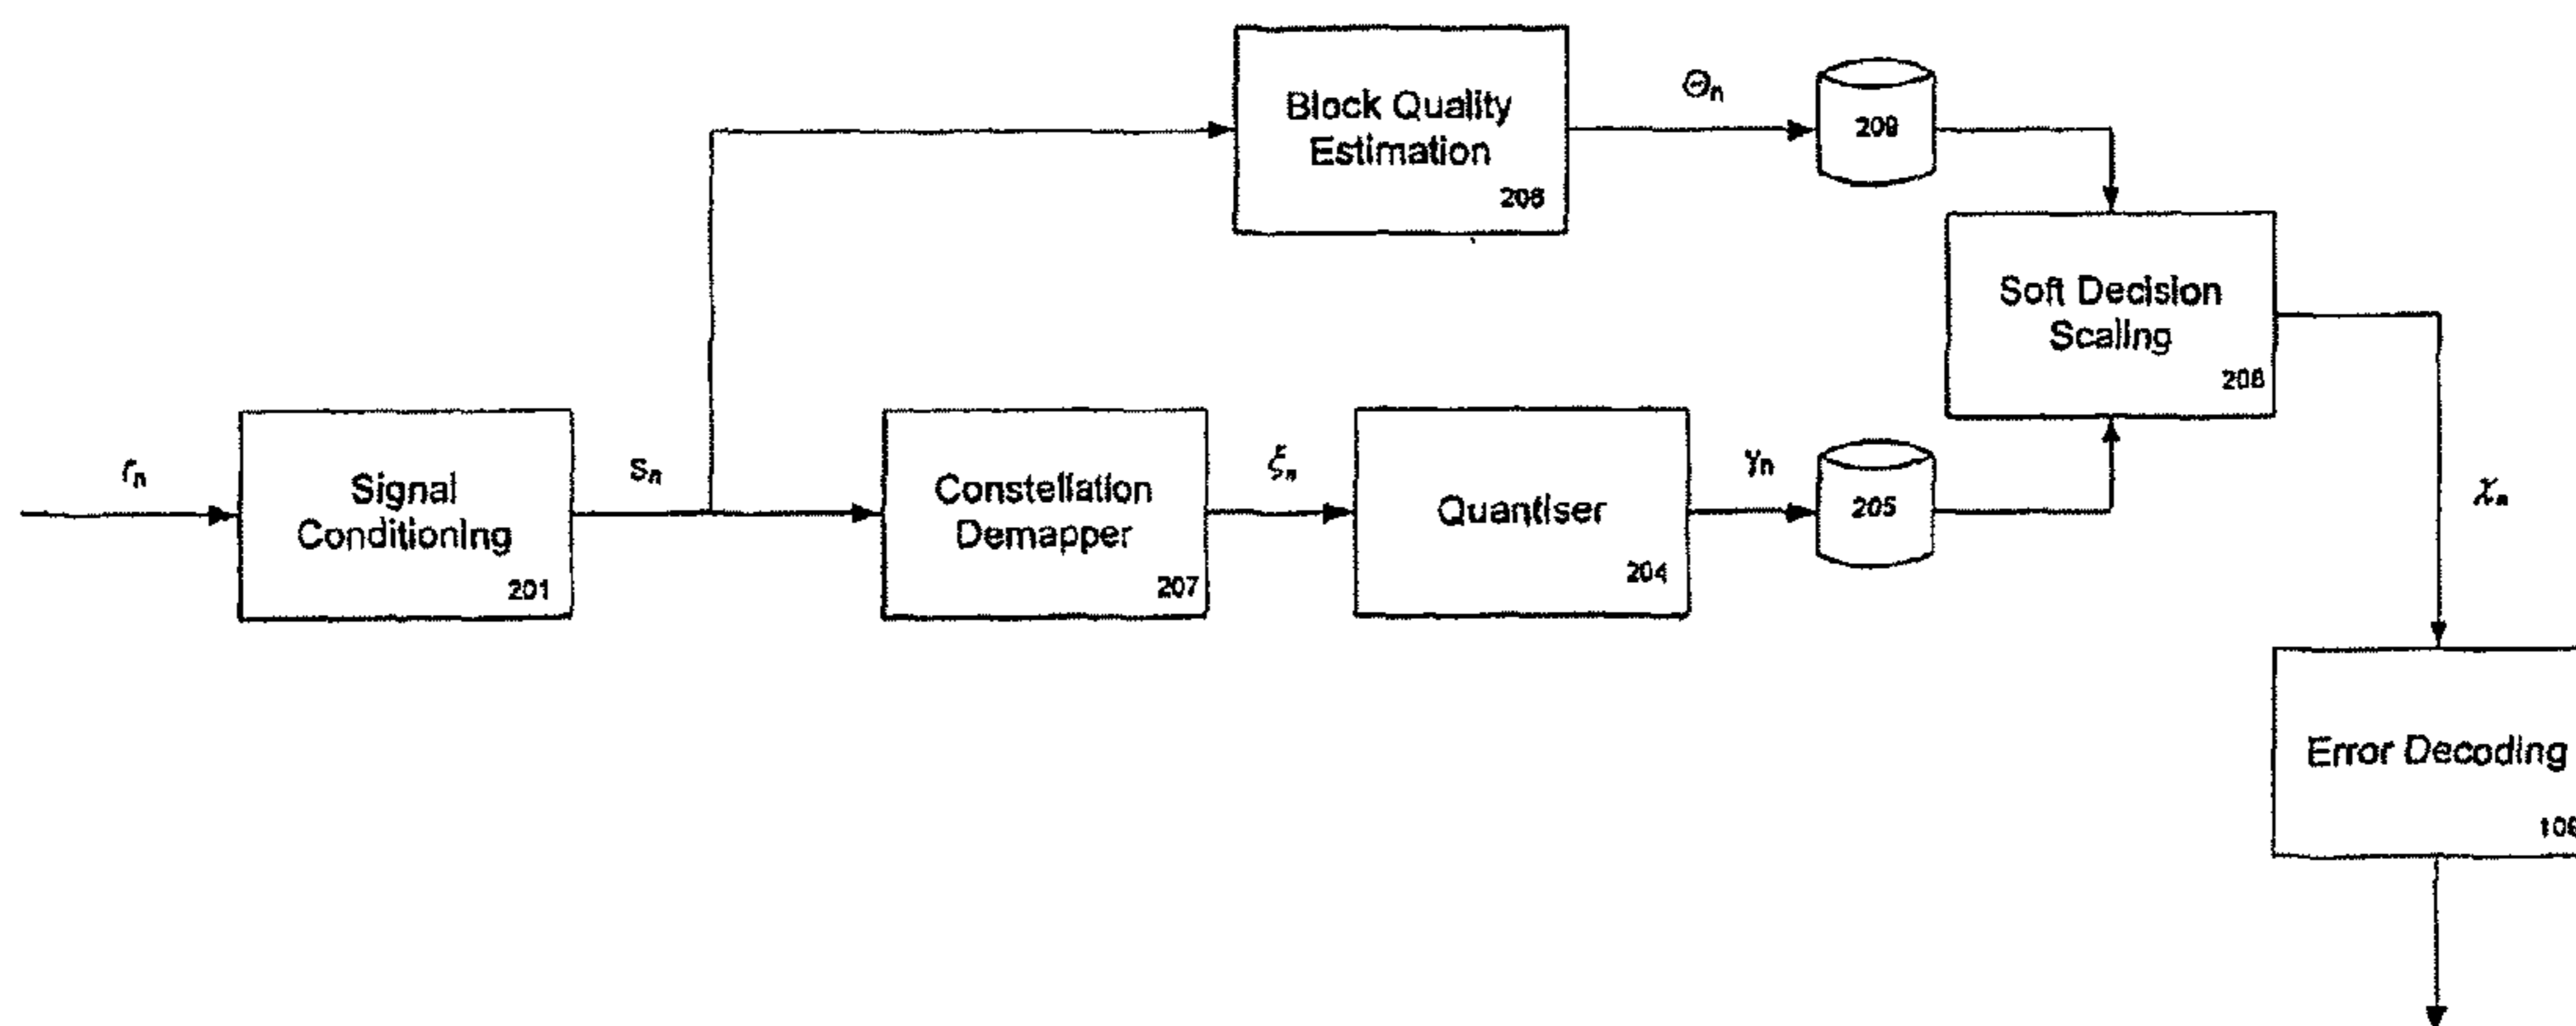 Block Quality
Estimation
206
Θn
209
Soft Decision
Scaling
208
rn
Signal
Conditioning
201
Sn
Constellation
Demapper
207
ξn
Quantiser
204
γn
205
χn
Error Decoding